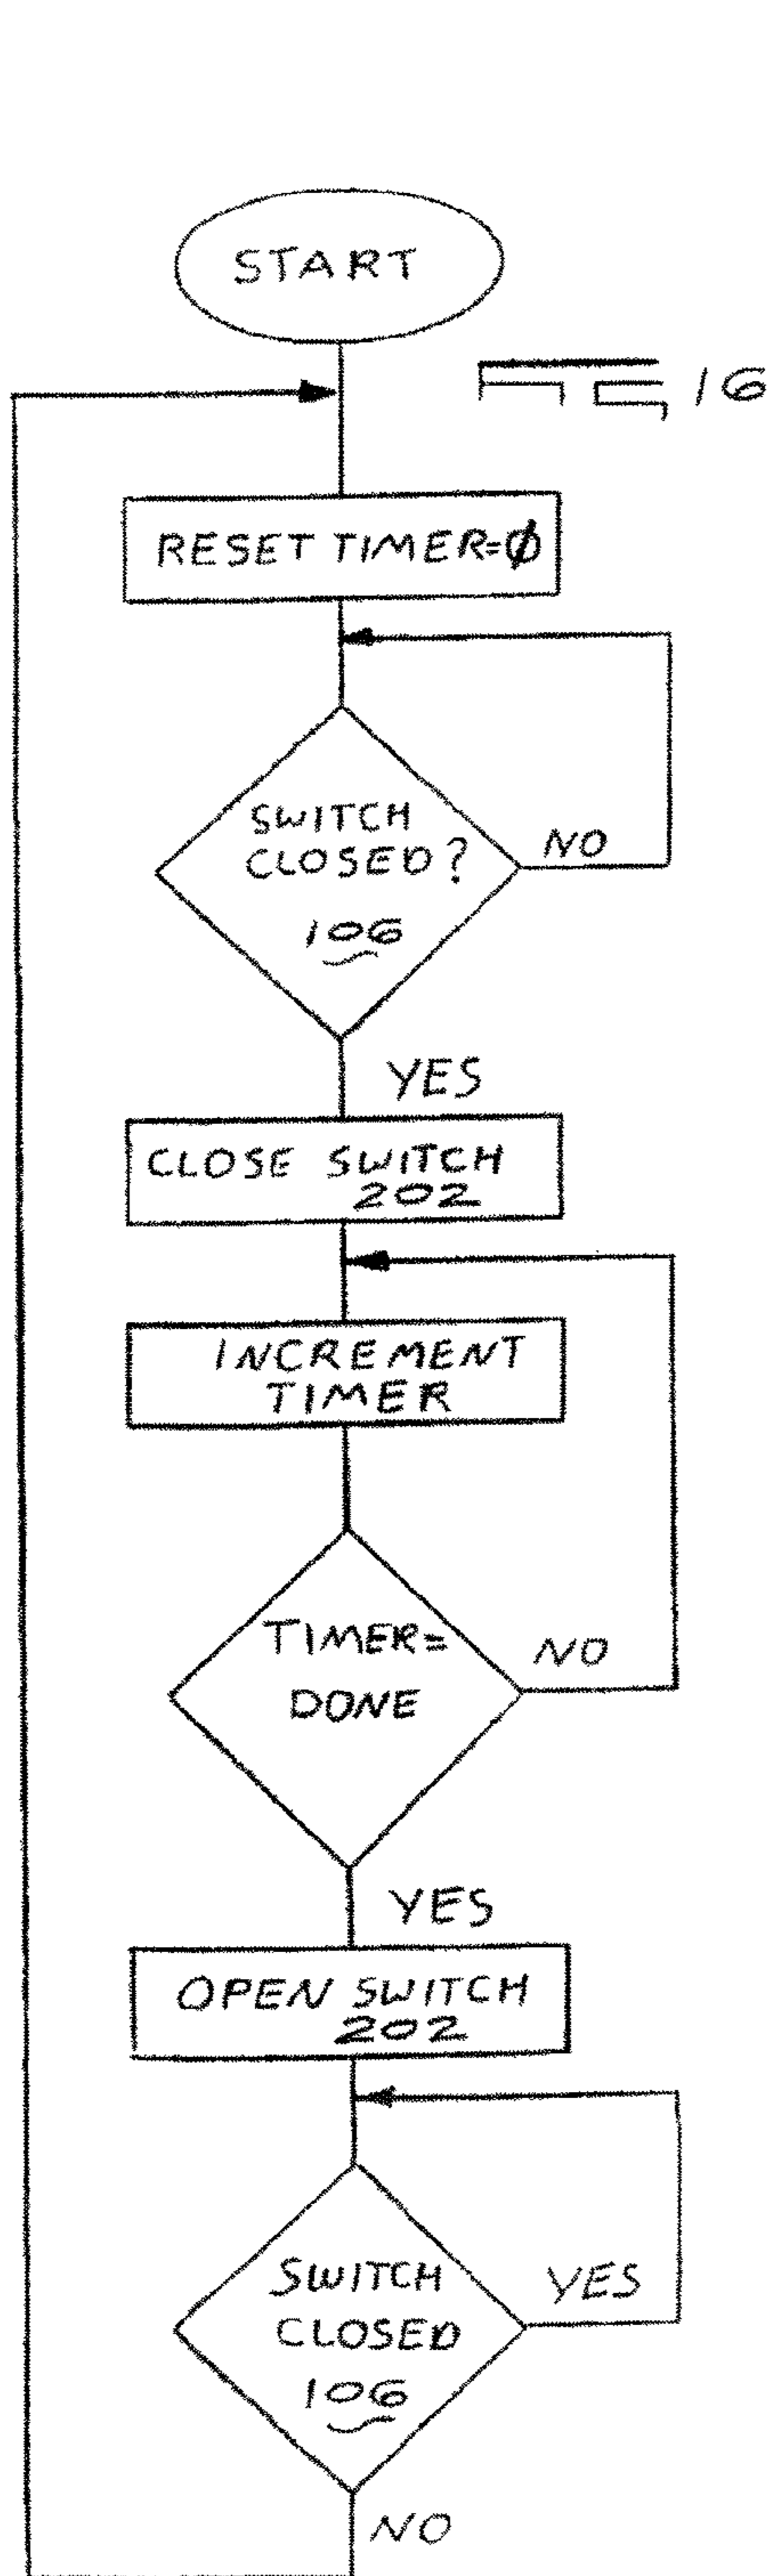 START
FIG 16
RESET TIMER=Ø
SWITCH
CLOSED?
NO
106
YES
CLOSE SWITCH
202
INCREMENT
TIMER
TIMER=
NO
DONE
YES
OPEN SWITCH
202
SWITCH
YES
CLOSED
106
NO